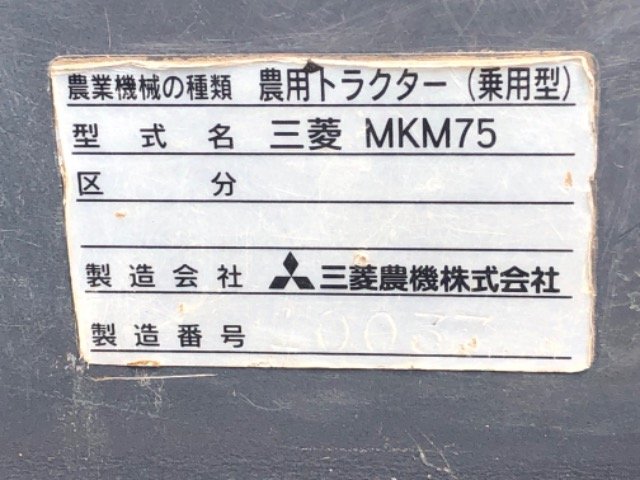 農業機械の種類 農用トラクター（乗用型）
型式名 三菱 MKM75
区分
製造会社 三菱農機株式会社
製造番号